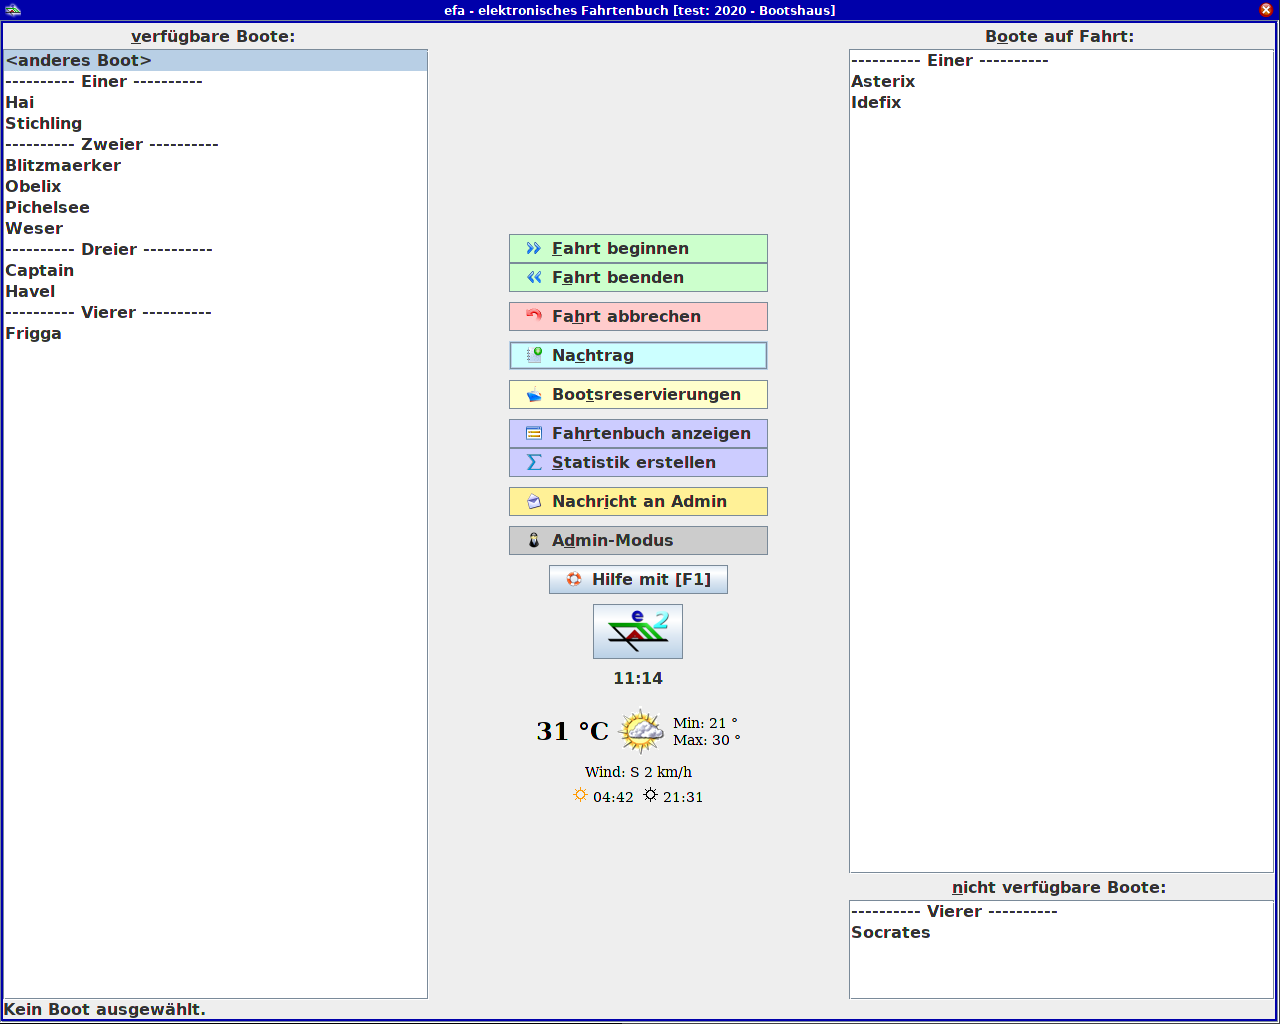 efa - elektronisches Fahrtenbuch [test: 2020 - Bootshaus]
verfügbare Boote:
<anderes Boot>
---------- Einer ----------
Hai
Stichling
---------- Zweier ----------
Blitzmaerker
Obelix
Pichelsee
Weser
---------- Dreier ----------
Captain
Havel
---------- Vierer ----------
Frigga
Fahrt beginnen
Fahrt beenden
Fahrt abbrechen
Nachtrag
Bootsreservierungen
Fahrtenbuch anzeigen
Statistik erstellen
Nachricht an Admin
Admin-Modus
Hilfe mit [F1]
e 2
11:14
31 °C
Min: 21 °
Max: 30 °
Wind: S 2 km/h
04:42 21:31
Boote auf Fahrt:
---------- Einer ----------
Asterix
Idefix
nicht verfügbare Boote:
---------- Vierer ----------
Socrates
Kein Boot ausgewählt.